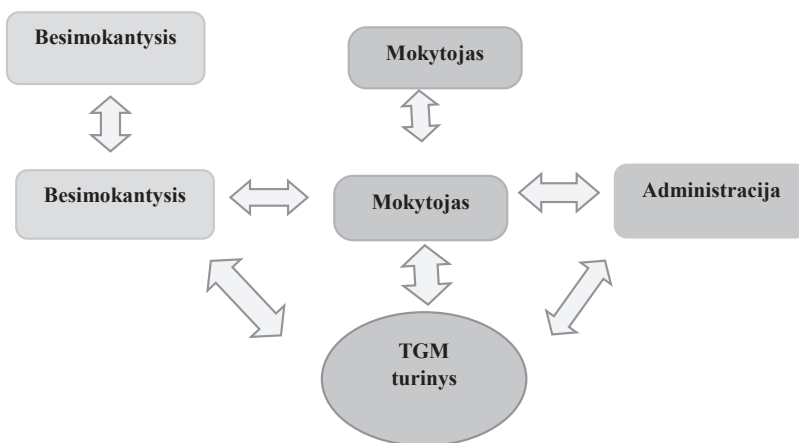 Besimokantysis
Mokytojas
Besimokantysis
Mokytojas
Administracija
TGM
turinys